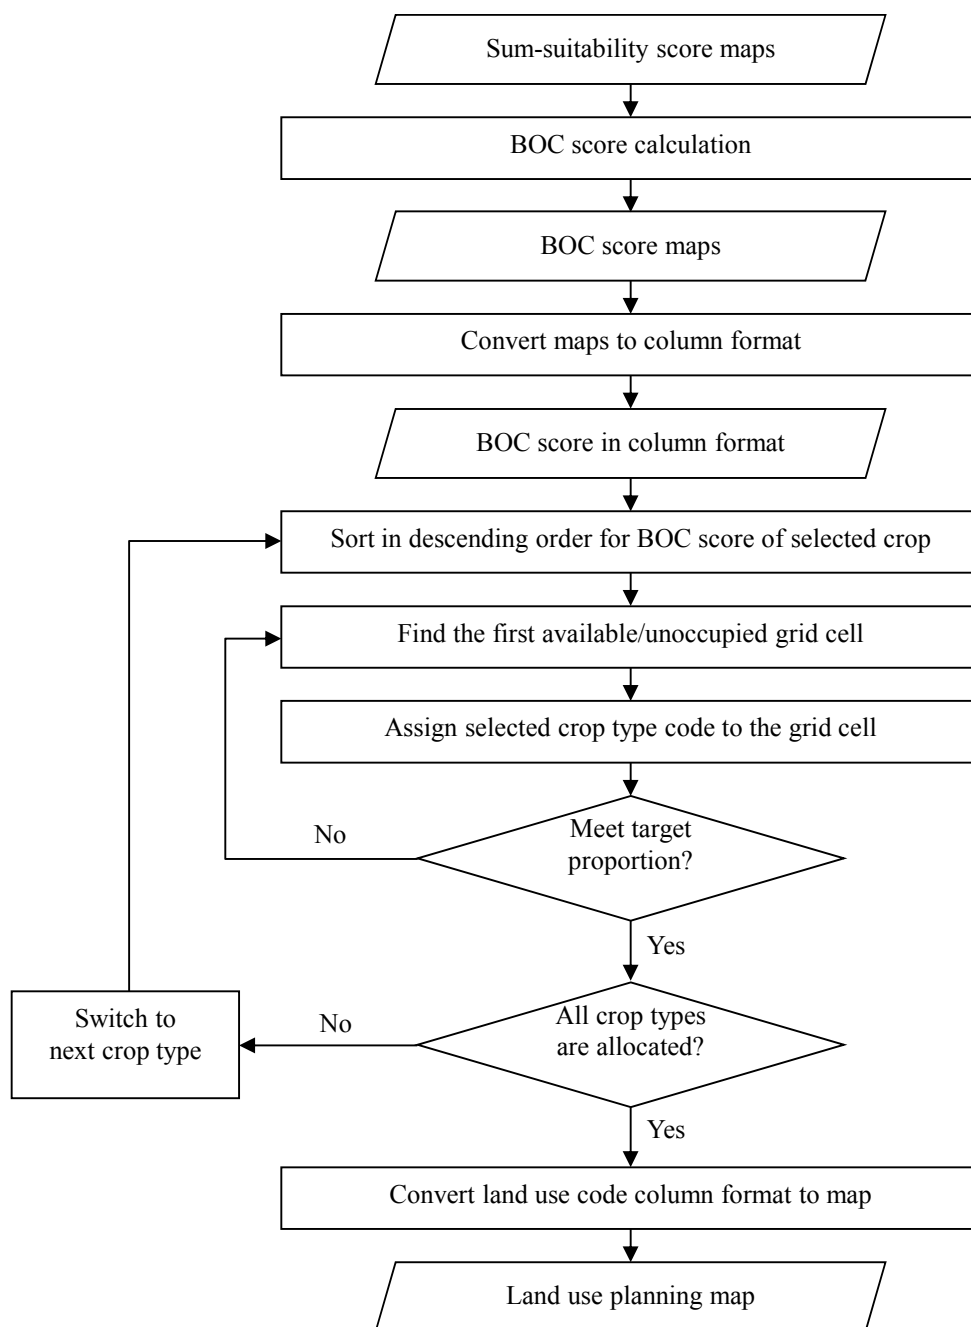 Sum-suitability score maps
BOC score calculation
BOC score maps
Convert maps to column format
BOC score in column format
Sort in descending order for BOC score of selected crop
Find the first available/unoccupied grid cell
Assign selected crop type code to the grid cell
Meet target
proportion?
No
Yes
All crop types
are allocated?
No
Switch to
next crop type
Yes
Convert land use code column format to map
Land use planning map